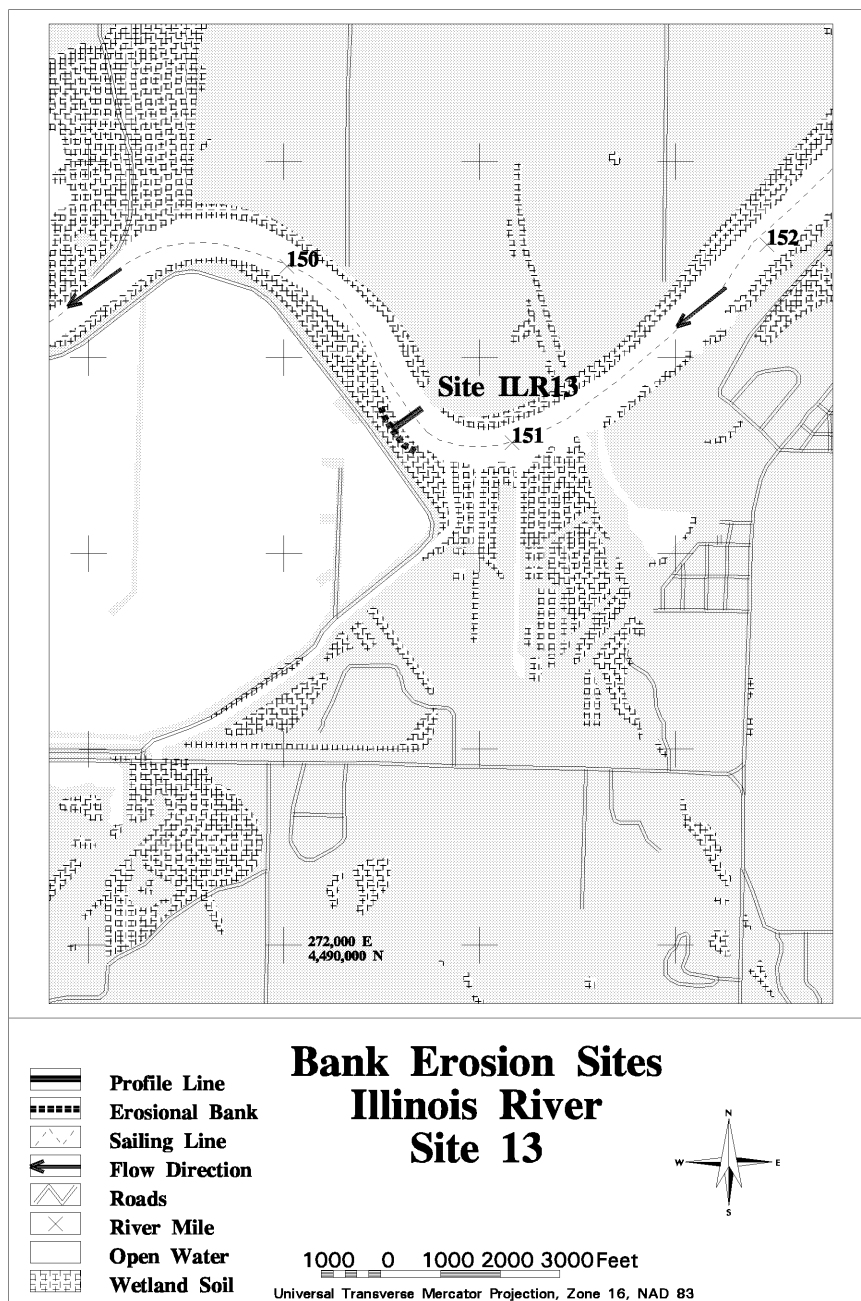 152
150
Site ILR13
151
272,000 E
4,490,000 N
Bank Erosion Sites
Illinois River
Site 13
Profile Line
Erosional Bank
Sailing Line
Flow Direction
Roads
River Mile
Open Water
Wetland Soil
N
W E
S
1000 0 1000 2000 3000 Feet
Universal Transverse Mercator Projection, Zone 16, NAD 83